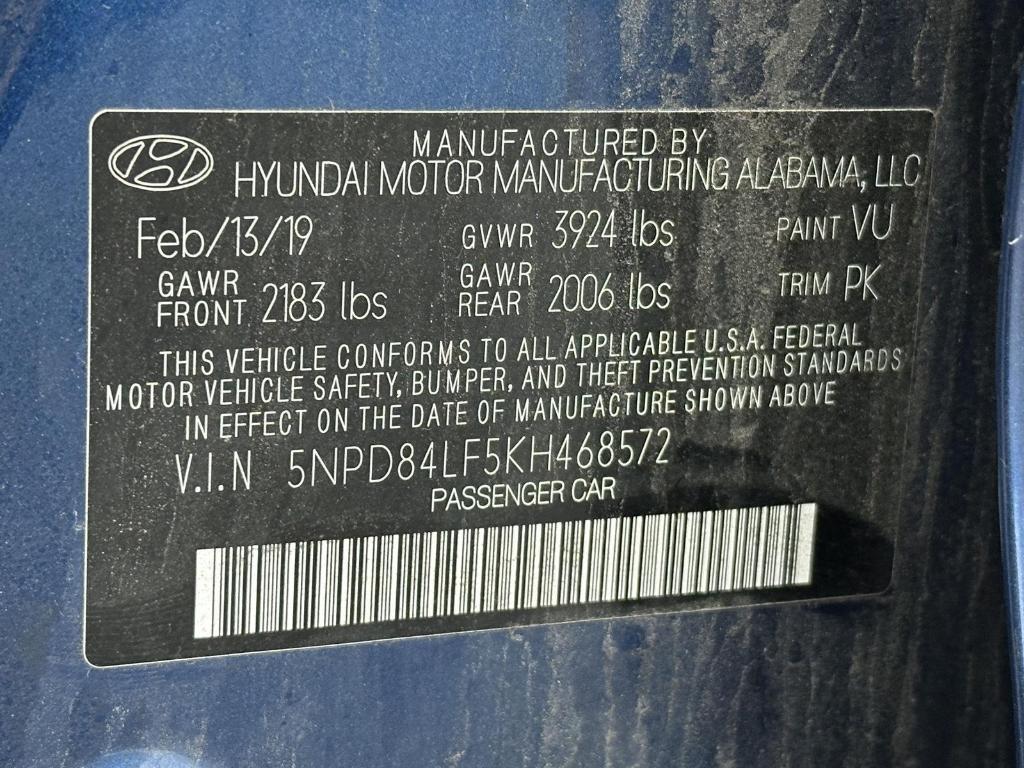 MANUFACTURED BY
HYUNDAI MOTOR MANUFACTURING ALABAMA, LLC
Feb/13/19 GVWR 3924 lbs PAINT VU
GAWR FRONT 2183 lbs GAWR REAR 2006 lbs TRIM PK
THIS VEHICLE CONFORMS TO ALL APPLICABLE U.S.A. FEDERAL
MOTOR VEHICLE SAFETY, BUMPER, AND THEFT PREVENTION STANDARDS
IN EFFECT ON THE DATE OF MANUFACTURE SHOWN ABOVE
V.I.N 5NPD84LF5KH468572
PASSENGER CAR